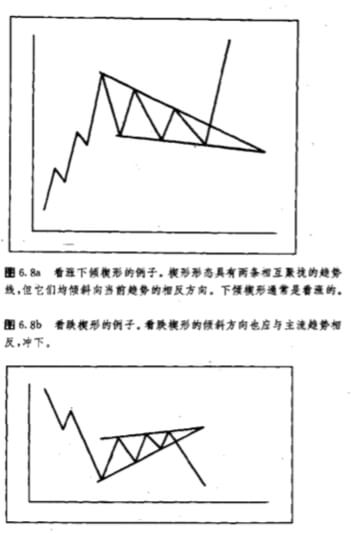 图6.8a 看涨下倾楔形的例子。楔形形态具有两条相互聚拢的趋势
线,但它们均倾斜向当前趋势的相反方向。下倾楔形通常是看涨的。
图6.8b 看跌楔形的例子。看跌楔形的倾斜方向也应与主流趋势相
反,冲下。